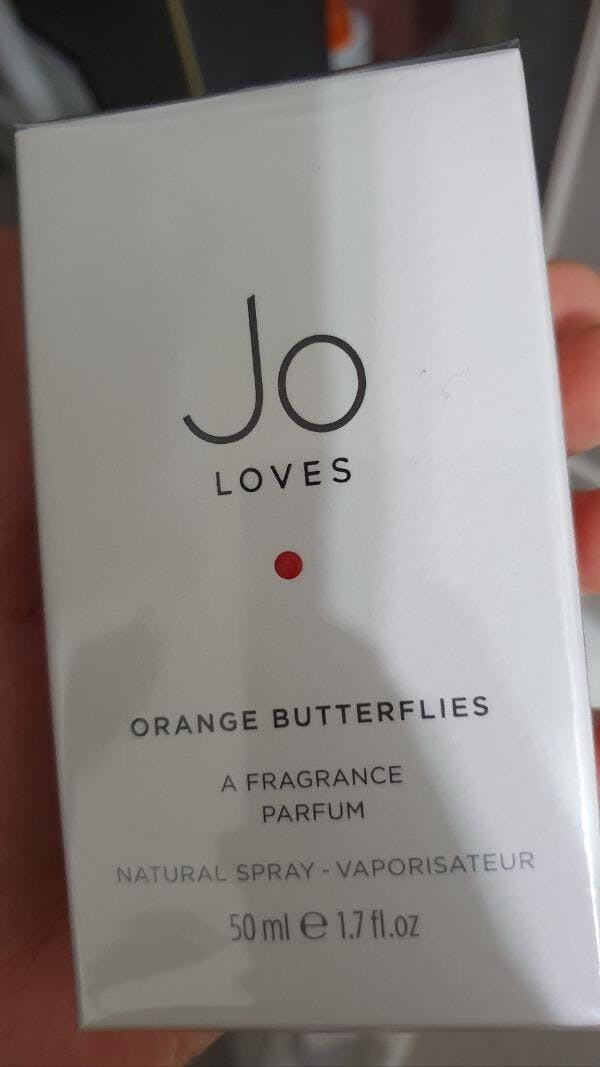 Jo
LOVES
ORANGE BUTTERFLIES
A FRAGRANCE
PARFUM
NATURAL SPRAY - VAPORISATEUR
50 ml ℮ 1.7 fl.oz